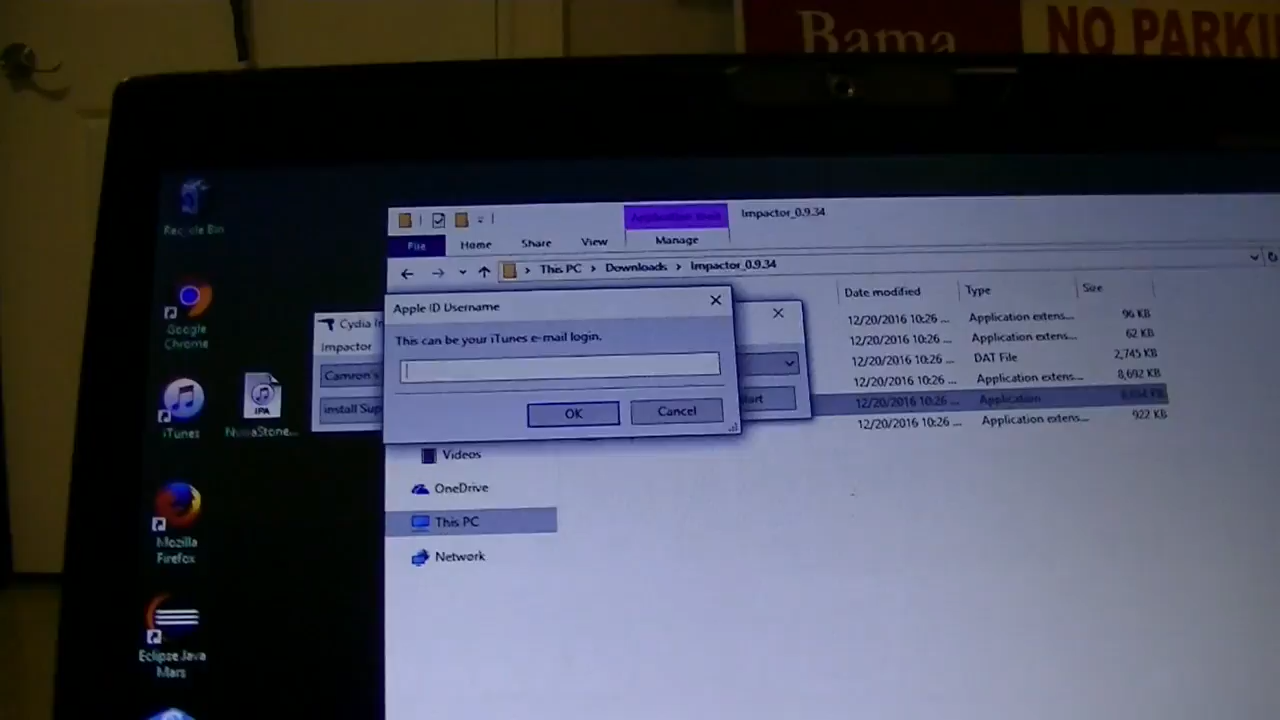 Bama
NO PARKI
Recycle Bin
Google
Chrome
iTunes
IPA
Mozilla
Firefox
Eclipse Java
Mars
Impactor_0.9.34
File
Home
Share
View
Manage
This PC > Downloads > Impactor_0.9.34
Date modified
Type
Size
12/20/2016 10:26 ...
Application extens...
96 KB
12/20/2016 10:26 ...
Application extens...
62 KB
12/20/2016 10:26 ...
DAT File
2,745 KB
12/20/2016 10:26 ...
Application extens...
8,692 KB
12/20/2016 10:26 ...
Application
12/20/2016 10:26 ...
Application extens...
922 KB
Cydia
Impactor
Camron's
install
Apple ID Username
This can be your iTunes e-mail login.
OK
Cancel
Videos
OneDrive
This PC
Network